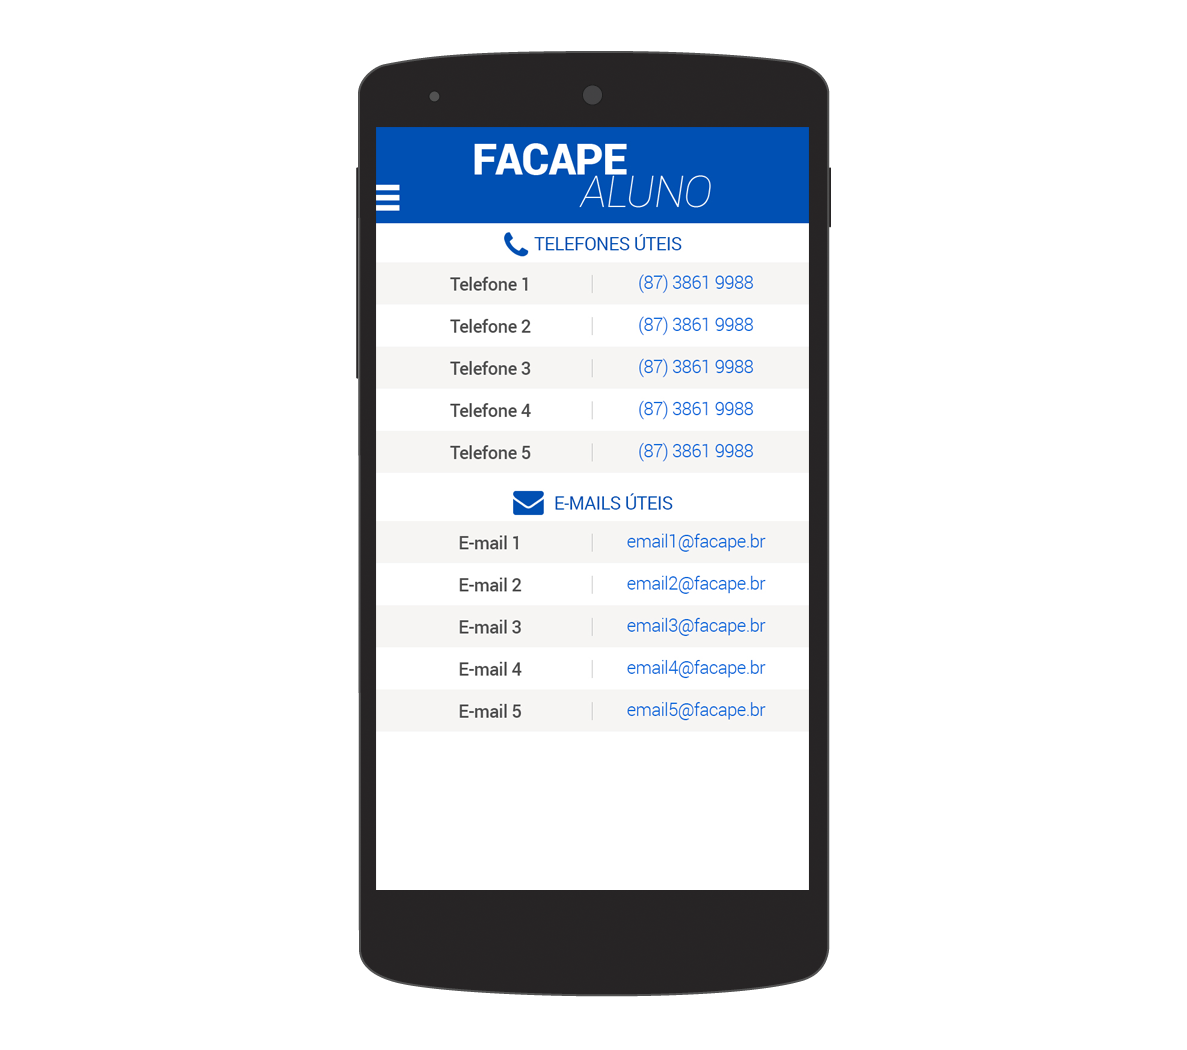 FACAPE
ALUNO
TELEFONES ÚTEIS
Telefone 1 (87) 3861 9988
Telefone 2 (87) 3861 9988
Telefone 3 (87) 3861 9988
Telefone 4 (87) 3861 9988
Telefone 5 (87) 3861 9988
E-MAILS ÚTEIS
E-mail 1 email1@facape.br
E-mail 2 email2@facape.br
E-mail 3 email3@facape.br
E-mail 4 email4@facape.br
E-mail 5 email5@facape.br